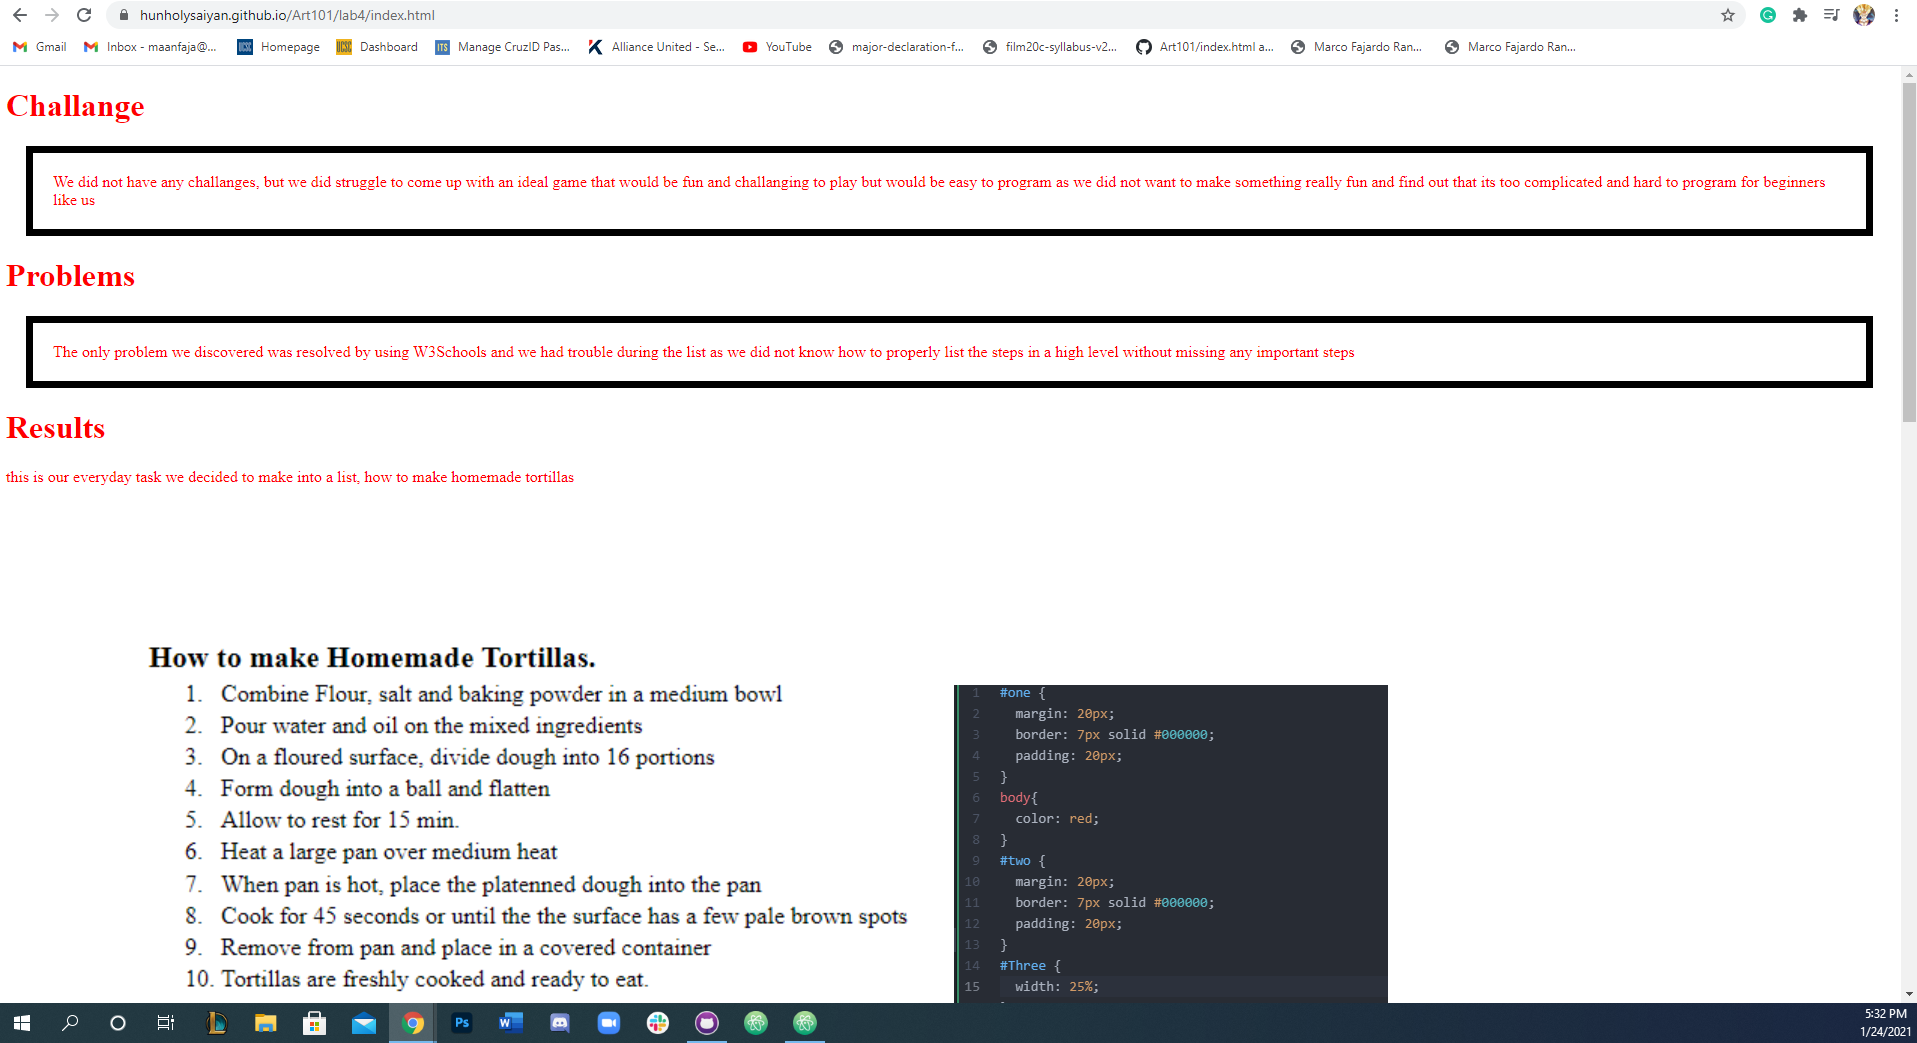 hunholysaiyan.github.io/Art101/lab4/index.html
Gmail
Inbox - maanfaja@...
Homepage
Dashboard
Manage CruzID Pas...
Alliance United - Se...
YouTube
major-declaration-f...
film20c-syllabus-v2...
Art101/index.html a...
Marco Fajardo Ran...
Marco Fajardo Ran...
Challange
We did not have any challanges, but we did struggle to come up with an ideal game that would be fun and challanging to play but would be easy to program as we did not want to make something really fun and find out that its too complicated and hard to program for beginners
like us
Problems
The only problem we discovered was resolved by using W3Schools and we had trouble during the list as we did not know how to properly list the steps in a high level without missing any important steps
Results
this is our everyday task we decided to make into a list, how to make homemade tortillas
How to make Homemade Tortillas.
1. Combine Flour, salt and baking powder in a medium bowl
2. Pour water and oil on the mixed ingredients
3. On a floured surface, divide dough into 16 portions
4. Form dough into a ball and flatten
5. Allow to rest for 15 min.
6. Heat a large pan over medium heat
7. When pan is hot, place the platenned dough into the pan
8. Cook for 45 seconds or until the the surface has a few pale brown spots
9. Remove from pan and place in a covered container
10. Tortillas are freshly cooked and ready to eat.
1 #one {
2 margin: 20px;
3 border: 7px solid #000000;
4 padding: 20px;
5 }
6 body{
7 color: red;
8 }
9 #two {
10 margin: 20px;
11 border: 7px solid #000000;
12 padding: 20px;
13 }
14 #Three {
15 width: 25%;
5:32 PM
1/24/2021